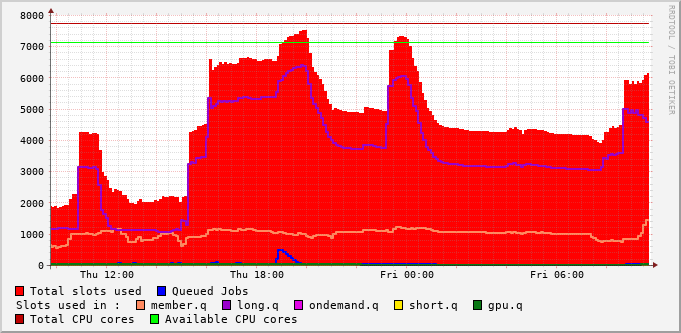 8000
7000
6000
5000
4000
3000
2000
1000
0
Thu 12:00 Thu 18:00 Fri 00:00 Fri 06:00
RRDTOOL / TOBI OETIKER
Total slots used Queued Jobs
Slots used in : member.q long.q ondemand.q short.q gpu.q
Total CPU cores Available CPU cores